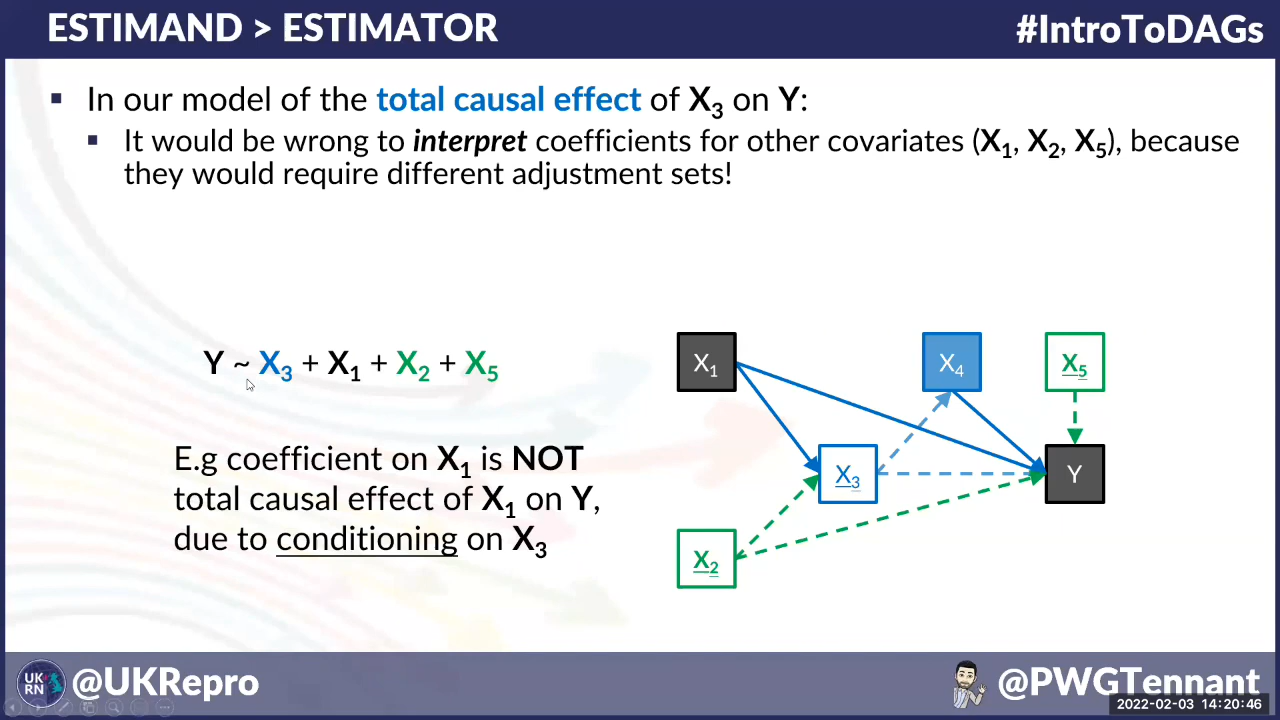 ESTIMAND > ESTIMATOR
#IntroToDAGs
▪ In our model of the total causal effect of X₃ on Y:
▪ It would be wrong to interpret coefficients for other covariates (X₁, X₂, X₅), because
they would require different adjustment sets!
Y ~ X₃ + X₁ + X₂ + X₅
E.g coefficient on X₁ is NOT
total causal effect of X₁ on Y,
due to conditioning on X₃
X₁
X₄
X₅
X₃
Y
X₂
UK
RN
@UKRepro
@PWGTennant
2022-02-03 14:20:46